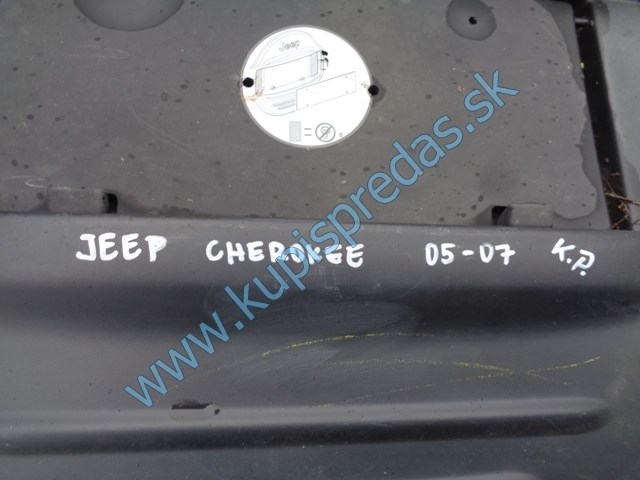 Jeep
JEEP CHEROKEE 05-07 K.P.
www.kupispredas.sk